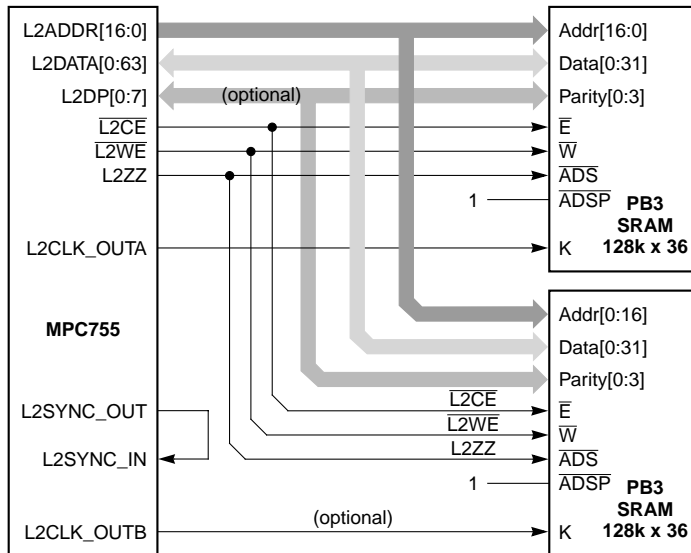 L2ADDR[16:0]
L2DATA[0:63]
L2DP[0:7]
(optional)
L2CE
L2WE
L2ZZ
L2CLK_OUTA
MPC755
L2SYNC_OUT
L2SYNC_IN
L2CLK_OUTB
Addr[16:0]
Data[0:31]
Parity[0:3]
E
W
ADS
1
ADSP
PB3
SRAM
128k x 36
K
Addr[0:16]
Data[0:31]
Parity[0:3]
L2CE
E
L2WE
W
L2ZZ
ADS
1
ADSP
PB3
SRAM
128k x 36
(optional)
K